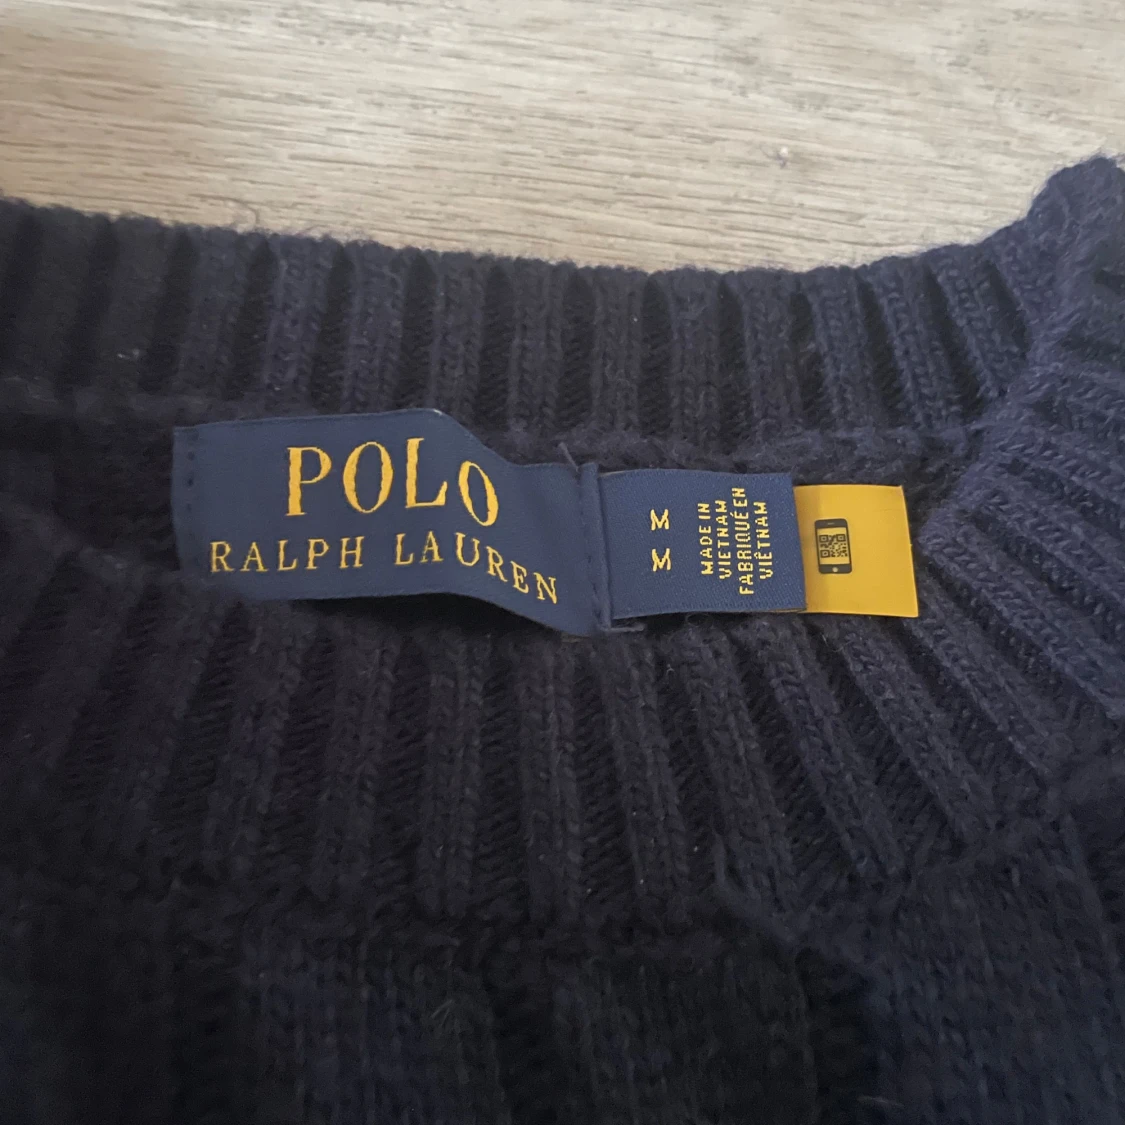 POLO
RALPH LAUREN
M
M
MADE IN
VIETNAM
FABRIQUÉ EN
VIÊTNAM